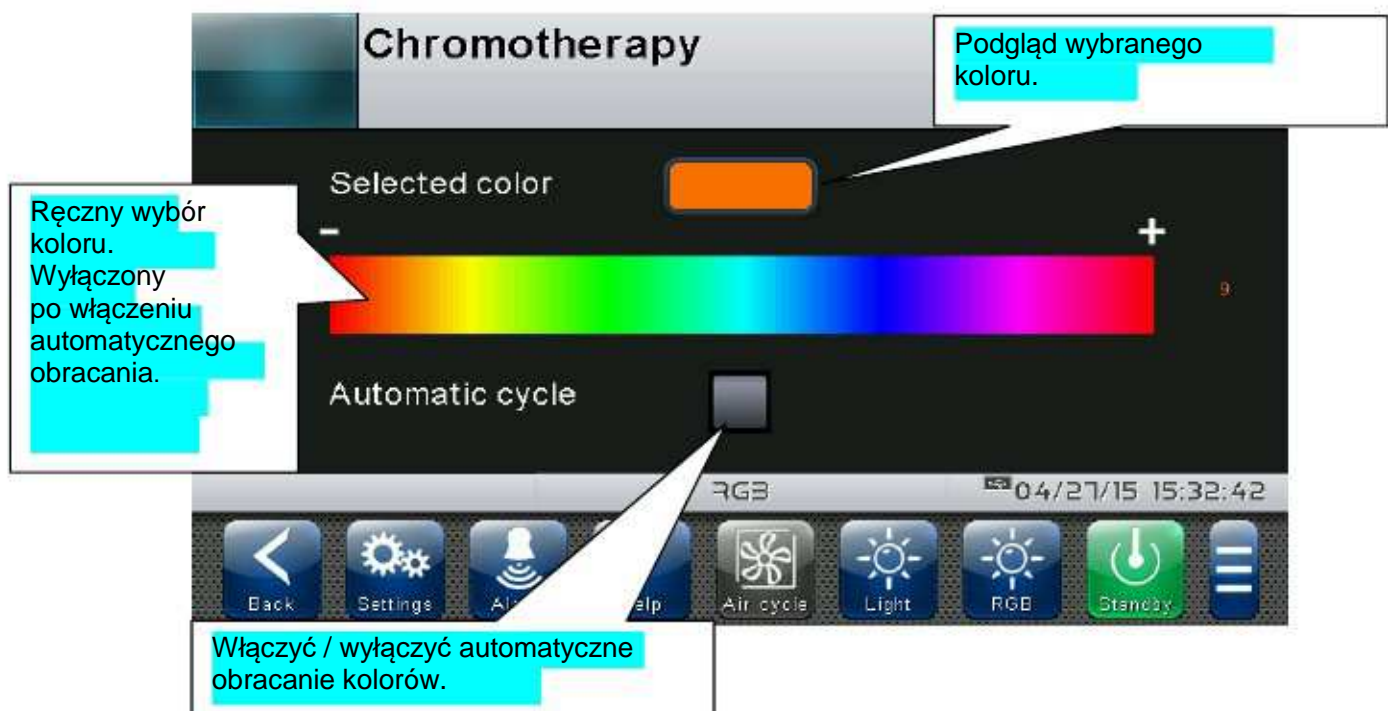 Chromotherapy
Podgląd wybranego
koloru.
Selected color
Ręczny wybór
koloru.
Wyłączony
po włączeniu
automatycznego
obracania.
- +
9
Automatic cycle
RGB 04/27/15 15:32:42
Back Settings Air cycle Light RGB Standby
Włączyć / wyłączyć automatyczne
obracanie kolorów.